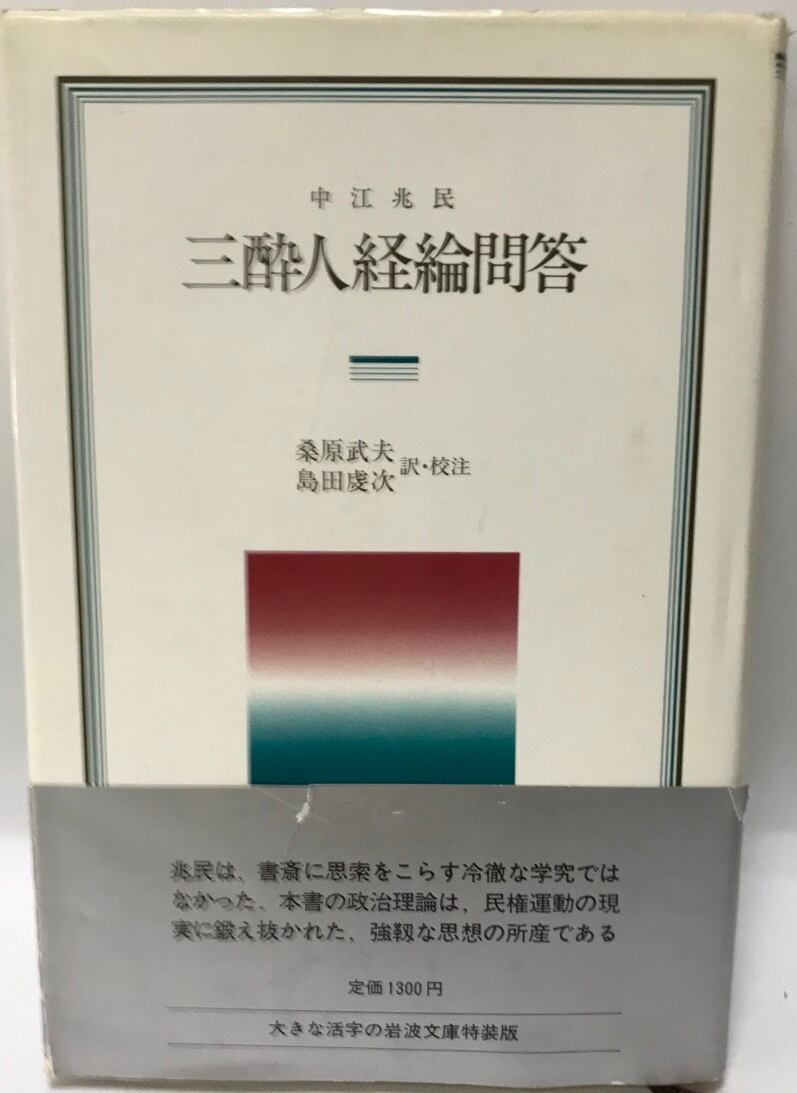 中江兆民
三酔人経綸問答
桑原武夫
島田虔次
訳・校注
兆民は，書斎に思索をこらす冷徹な学究では
なかった．本書の政治理論は，民権運動の現
実に鍛え抜かれた，強靱な思想の所産である
定価1300円
大きな活字の岩波文庫特装版